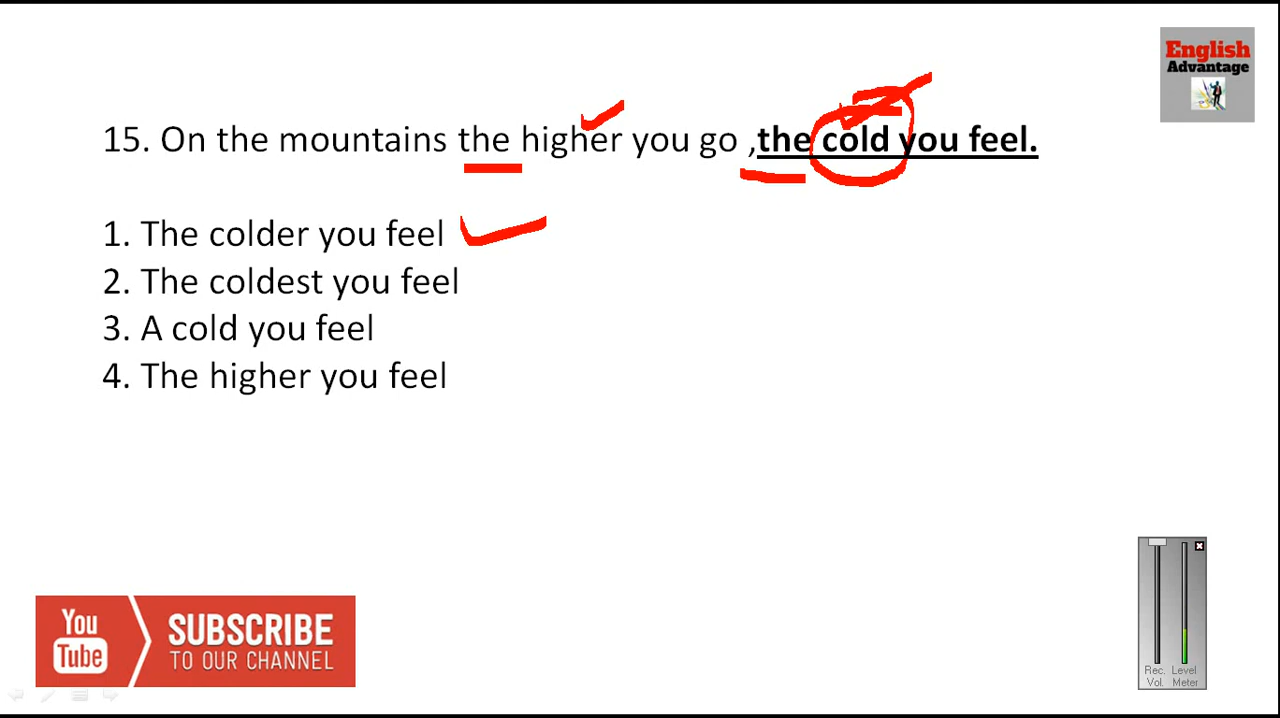 English
Advantage
15. On the mountains the higher you go ,the cold you feel.
1. The colder you feel
2. The coldest you feel
3. A cold you feel
4. The higher you feel
You
Tube
SUBSCRIBE
TO OUR CHANNEL
Rec. Level
Vol. Meter